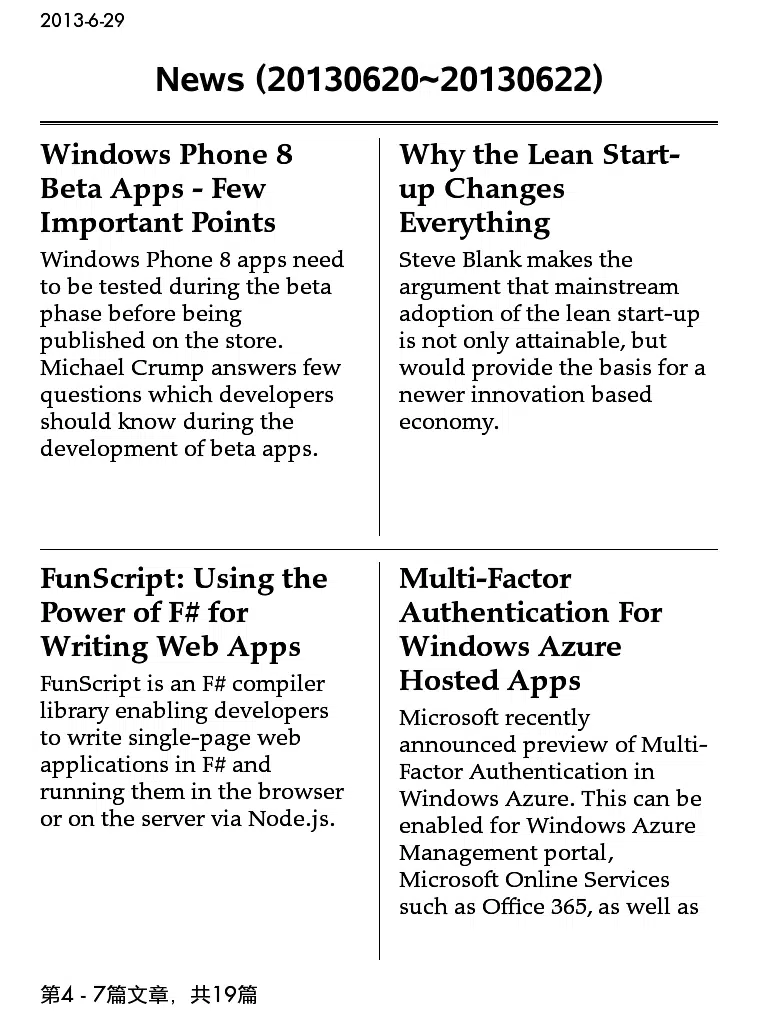 2013-6-29
News (20130620~20130622)
Windows Phone 8
Beta Apps - Few
Important Points
Windows Phone 8 apps need
to be tested during the beta
phase before being
published on the store.
Michael Crump answers few
questions which developers
should know during the
development of beta apps.
Why the Lean Start-
up Changes
Everything
Steve Blank makes the
argument that mainstream
adoption of the lean start-up
is not only attainable, but
would provide the basis for a
newer innovation based
economy.
FunScript: Using the
Power of F# for
Writing Web Apps
FunScript is an F# compiler
library enabling developers
to write single-page web
applications in F# and
running them in the browser
or on the server via Node.js.
Multi-Factor
Authentication For
Windows Azure
Hosted Apps
Microsoft recently
announced preview of Multi-
Factor Authentication in
Windows Azure. This can be
enabled for Windows Azure
Management portal,
Microsoft Online Services
such as Office 365, as well as
第4 - 7篇文章，共19篇